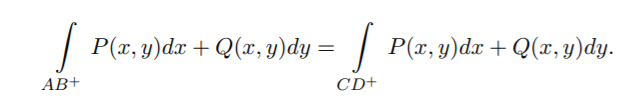 ∫ P(x, y)dx + Q(x, y)dy = ∫ P(x, y)dx + Q(x, y)dy.
AB+ CD+